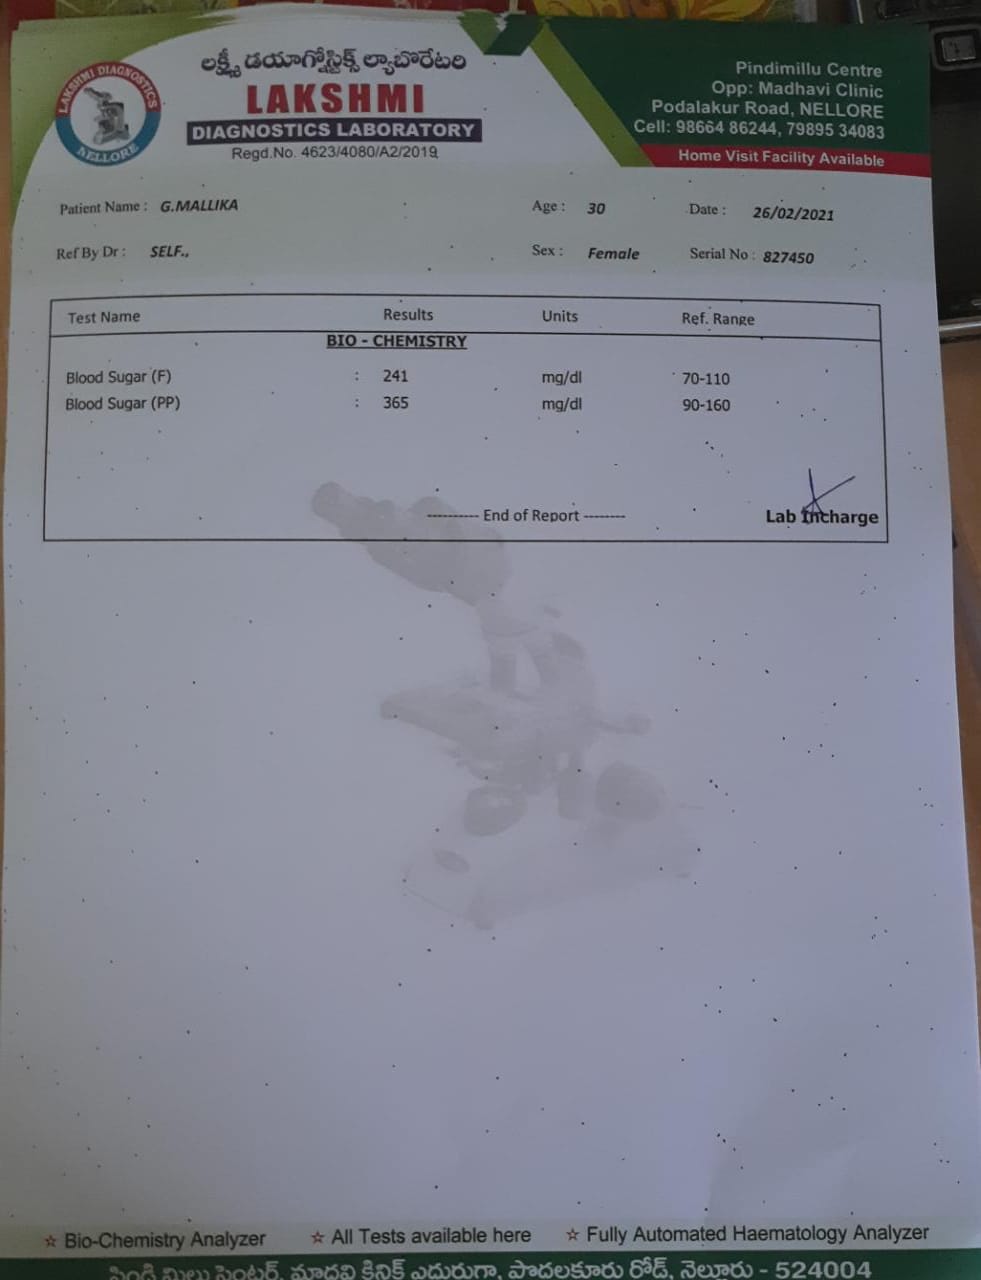 లక్ష్మీ డయాగ్నోస్టిక్స్ ల్యాబొరేటరి
LAKSHMI
DIAGNOSTICS LABORATORY
Regd.No. 4623/4080/A2/2019
LAKSHMI DIAGNOSTICS
NELLORE
Pindimillu Centre
Opp: Madhavi Clinic
Podalakur Road, NELLORE
Cell: 98664 86244, 79895 34083
Home Visit Facility Available
Patient Name : G.MALLIKA Age : 30 Date : 26/02/2021
Ref By Dr : SELF., Sex : Female Serial No : 827450
Test Name Results Units Ref. Range
BIO - CHEMISTRY
Blood Sugar (F) : 241 mg/dl 70-110
Blood Sugar (PP) : 365 mg/dl 90-160
---------- End of Report --------
Lab Incharge
☆ Bio-Chemistry Analyzer ☆ All Tests available here ☆ Fully Automated Haematology Analyzer
పిండి మిల్లు సెంటర్, మాధవి క్లినిక్ ఎదురుగా, పొదలకూరు రోడ్, నెల్లూరు - 524004